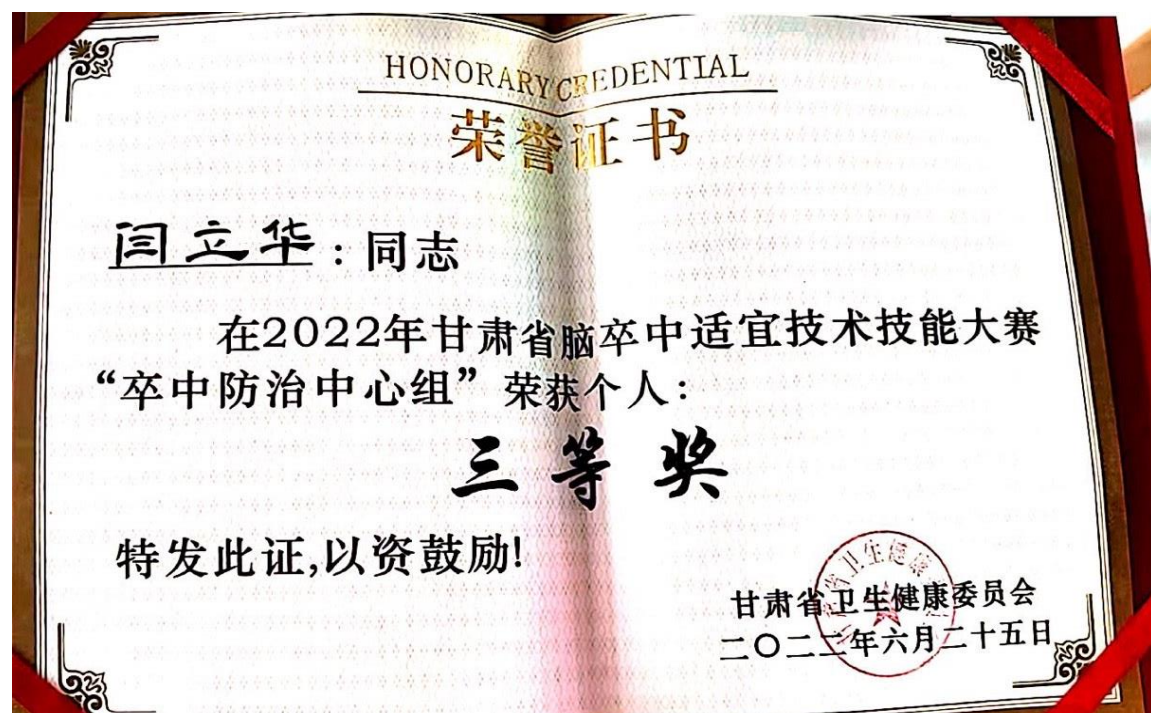 HONORARY CREDENTIAL
荣誉证书
闫立华：同志
在2022年甘肃省脑卒中适宜技术技能大赛
“卒中防治中心组”荣获个人：
三等奖
特发此证,以资鼓励!
甘肃省卫生健康委员会
二〇二二年六月二十五日